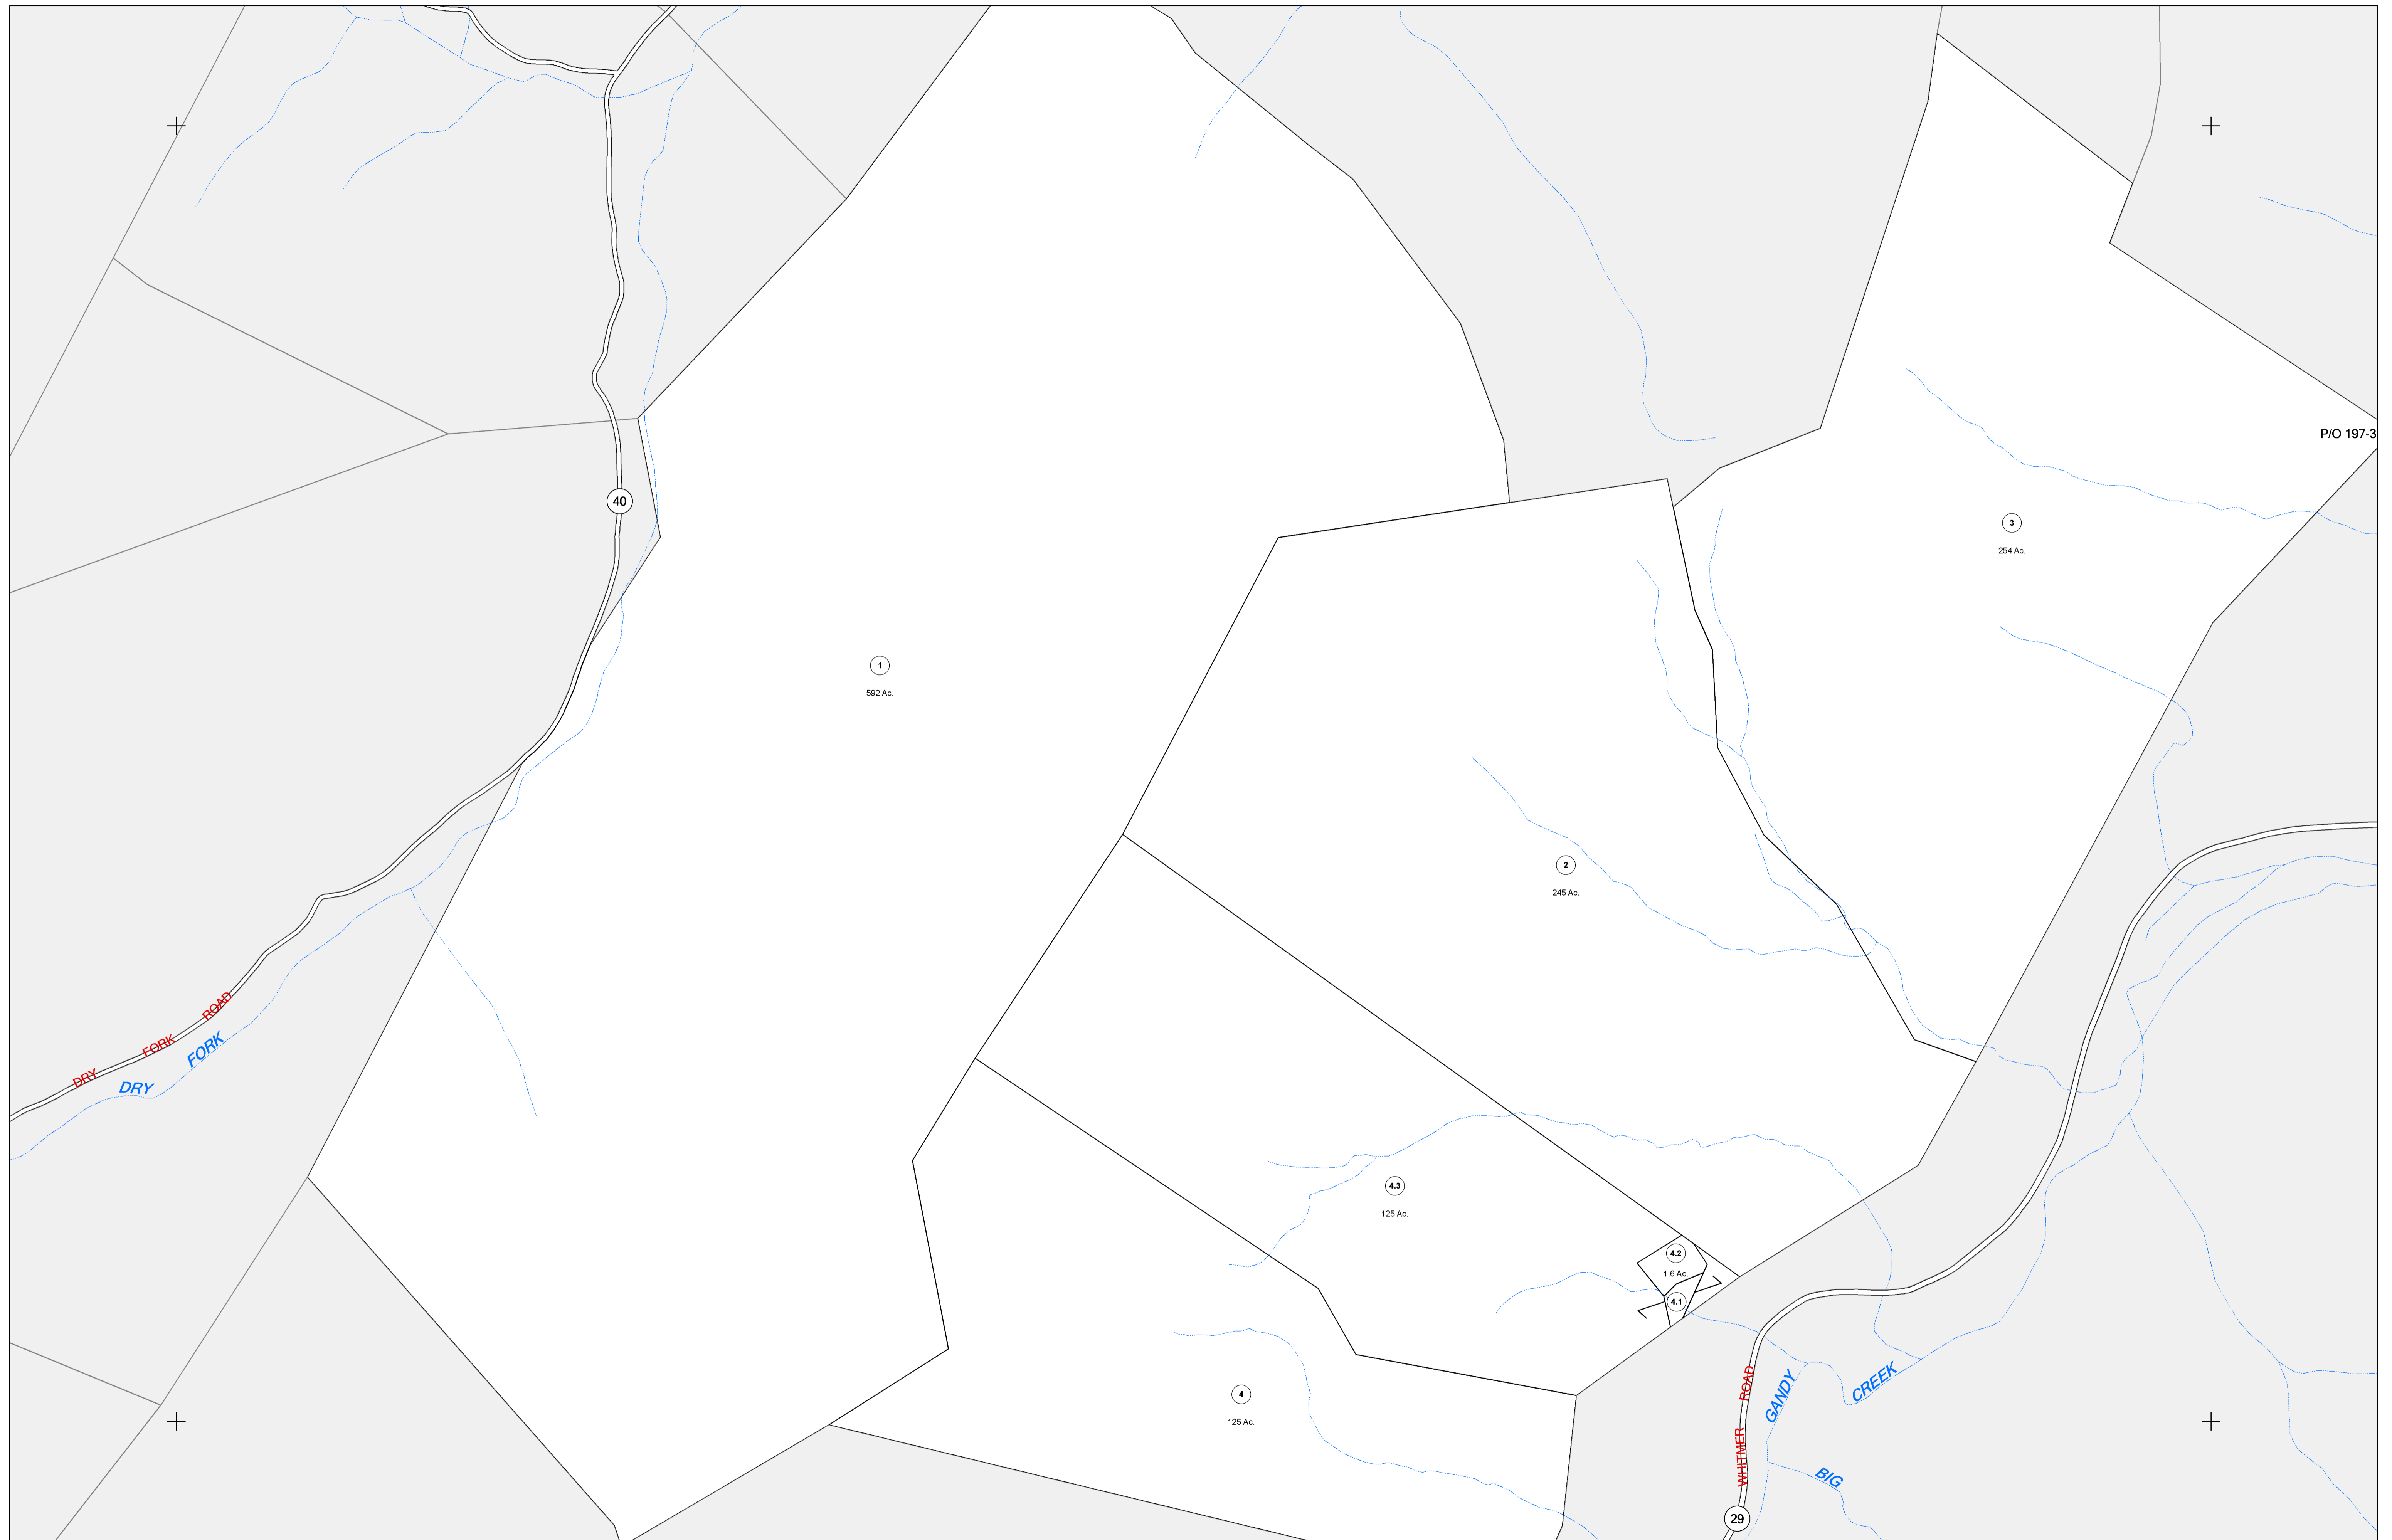 P/O 197-3
40
3
254 Ac.
1
592 Ac.
2
245 Ac.
DRY FORK ROAD
DRY FORK
4.3
125 Ac.
4.2
1.6 Ac.
4.1
4
125 Ac.
WHITMER ROAD
GANDY CREEK
BIG
29